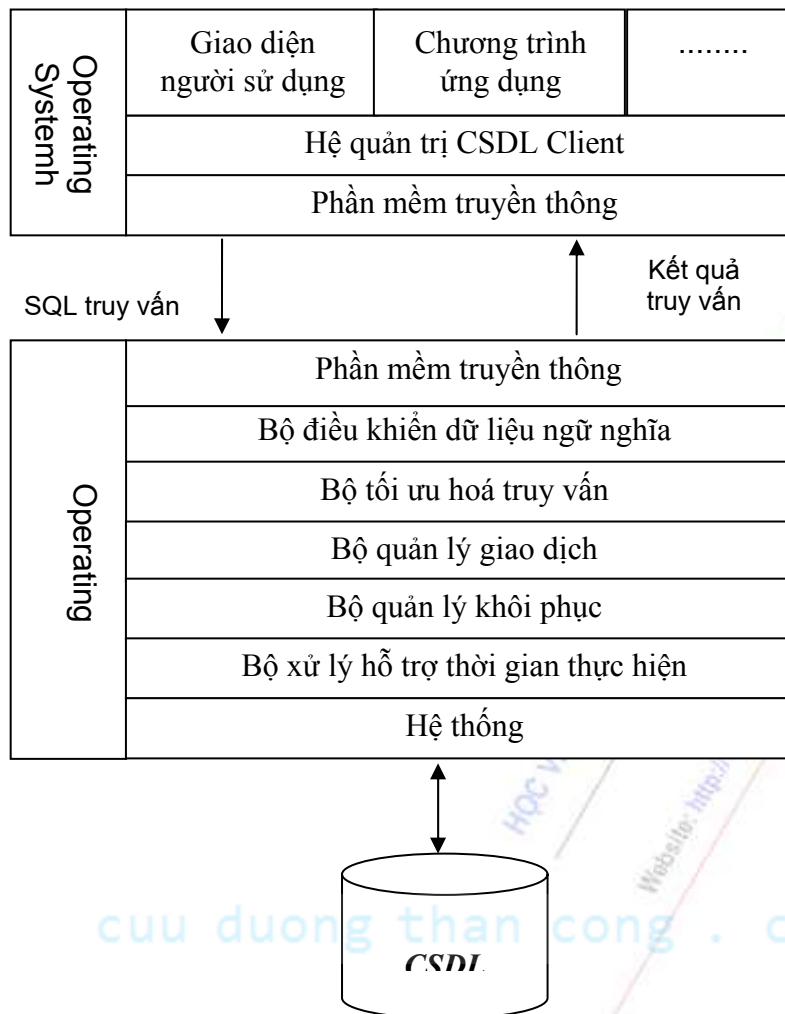 Operating
Systemh
Giao diện
người sử dụng
Chương trình
ứng dụng
........
Hệ quản trị CSDL Client
Phần mềm truyền thông
SQL truy vấn
Kết quả
truy vấn
Operating
Phần mềm truyền thông
Bộ điều khiển dữ liệu ngữ nghĩa
Bộ tối ưu hoá truy vấn
Bộ quản lý giao dịch
Bộ quản lý khôi phục
Bộ xử lý hỗ trợ thời gian thực hiện
Hệ thống
HỌC
Website: http://
cuu duong than cong . c
CSDL